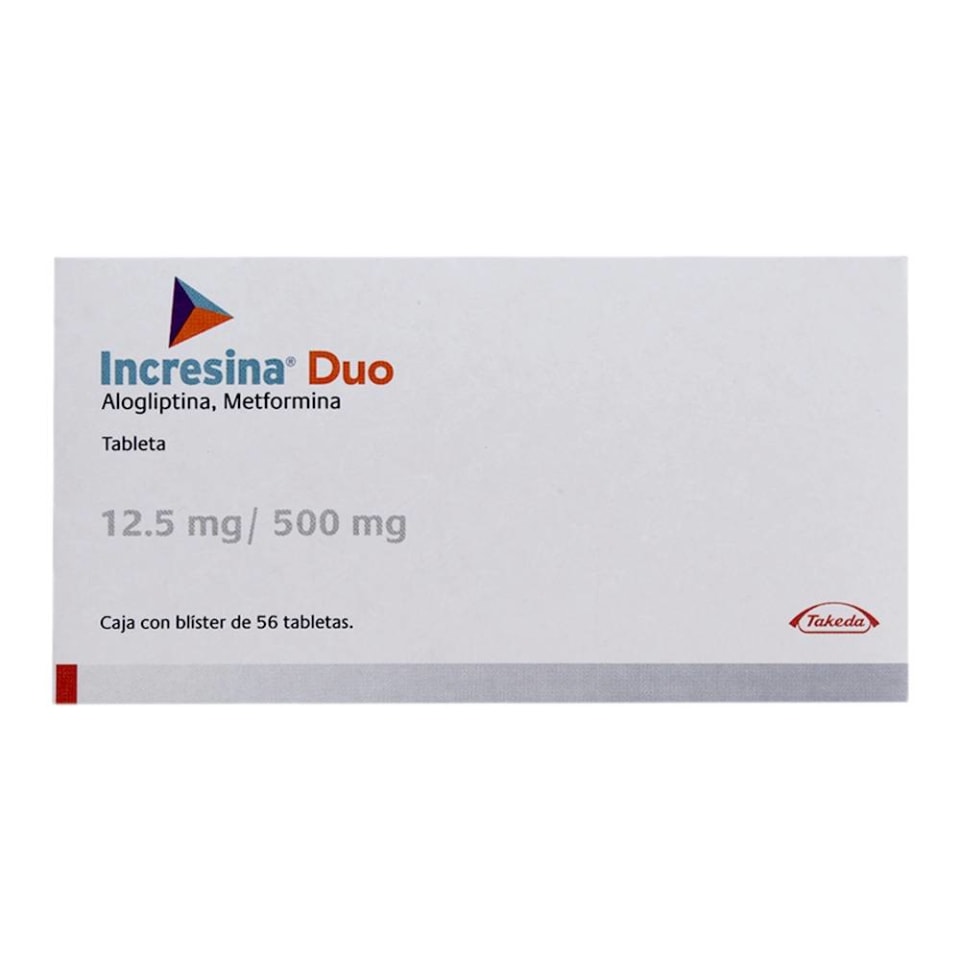 Incresina® Duo
Alogliptina, Metformina
Tableta
12.5 mg/ 500 mg
Caja con blíster de 56 tabletas.
Takeda